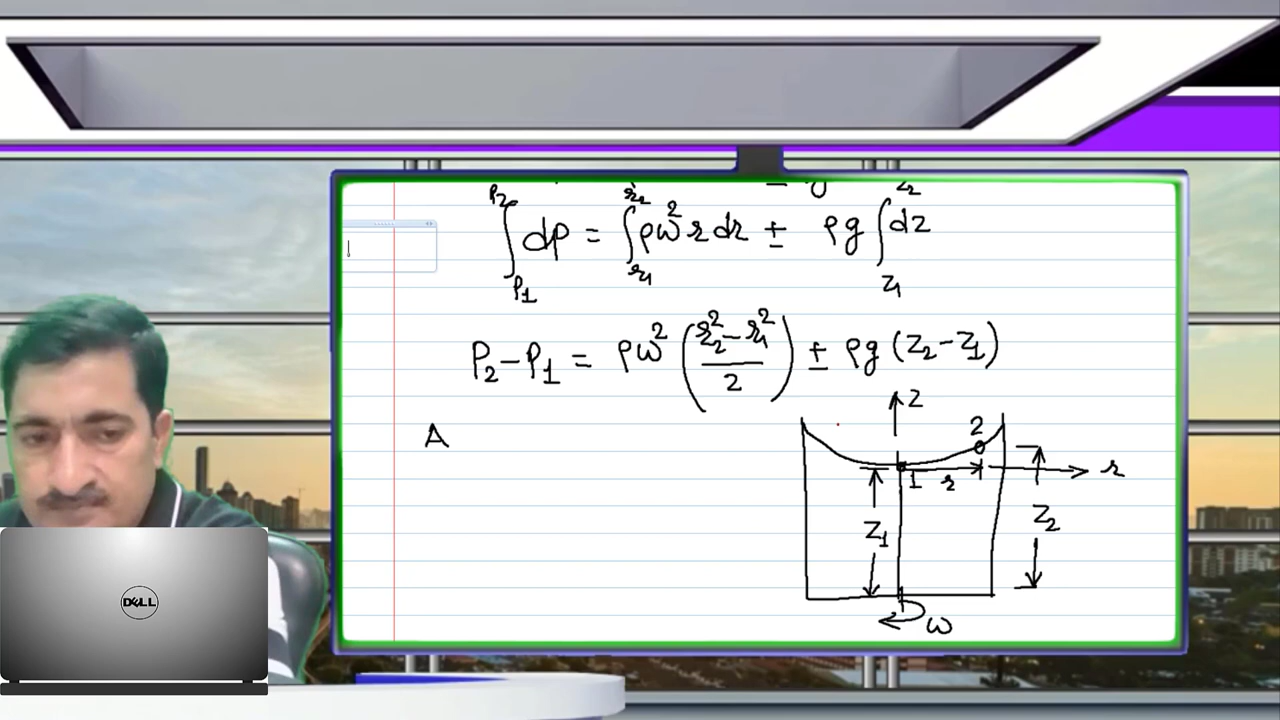 ∫_{P1}^{P2} dp = ∫_{r1}^{r2} ρω² r dr ± ρg ∫_{Z1}^{Z2} dz
P2 - P1 = ρω² ((r2² - r1²)/2) ± ρg (Z2 - Z1)
A
Z
2
1 r
r
Z1
Z2
ω
DELL